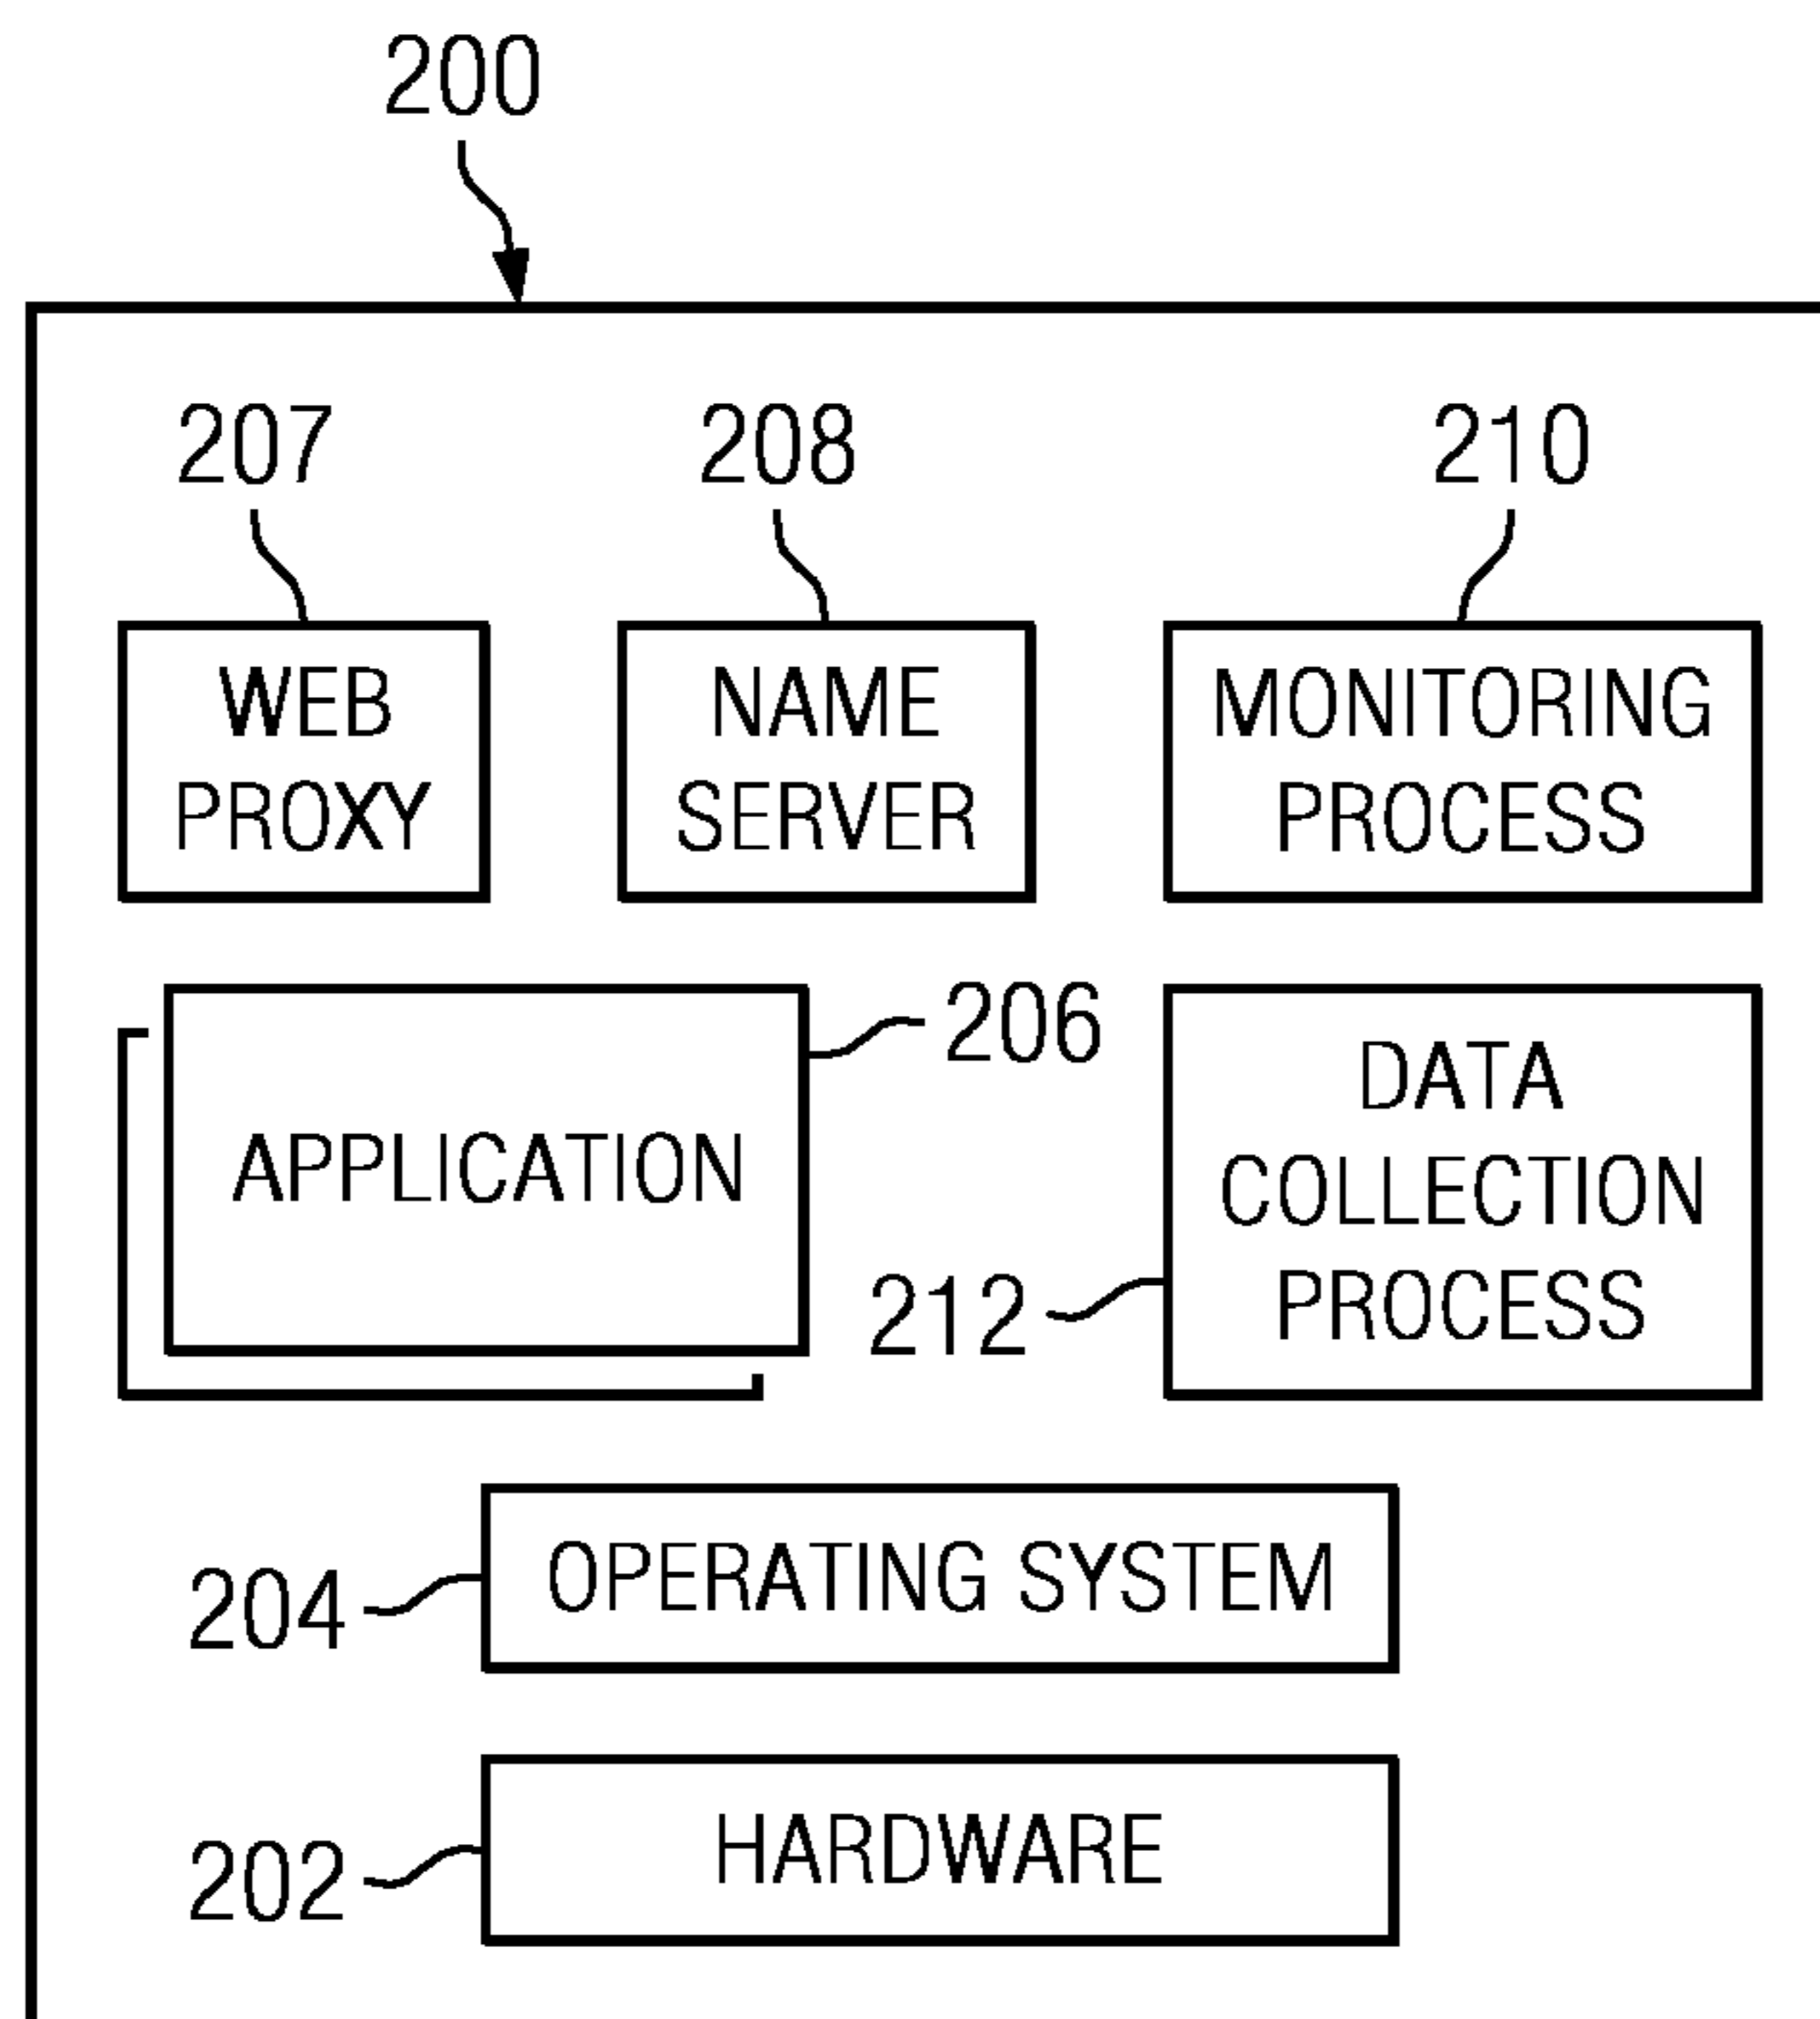 200
207
208
210
WEB
PROXY
NAME
SERVER
MONITORING
PROCESS
206
APPLICATION
DATA
COLLECTION
PROCESS
212
204
OPERATING SYSTEM
202
HARDWARE